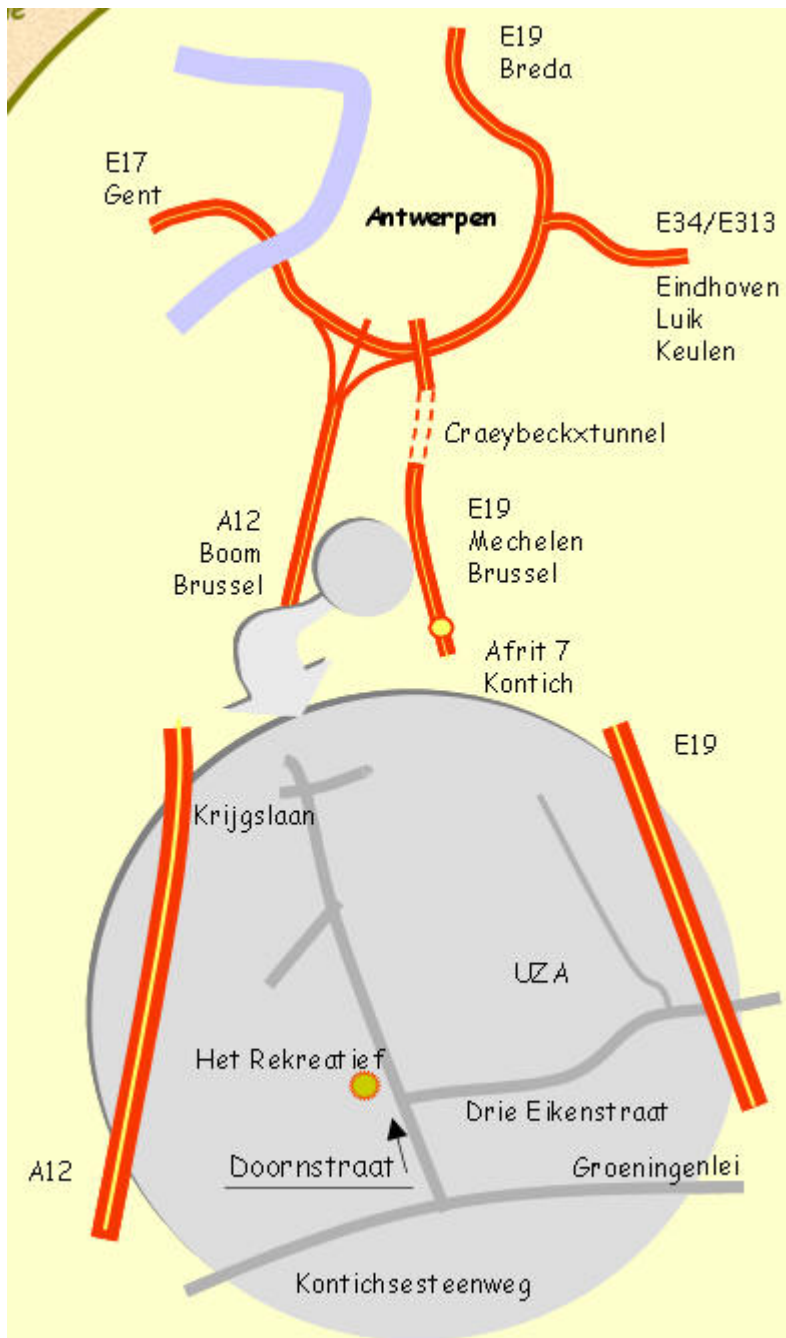 E19
Breda
E17
Gent
Antwerpen
E34/E313
Eindhoven
Luik
Keulen
Craeybeckxtunnel
A12
Boom
Brussel
E19
Mechelen
Brussel
Afrit 7
Kontich
E19
Krijgslaan
UZA
Het Rekreatief
Drie Eikenstraat
A12
Doornstraat
Groeningenlei
Kontichsesteenweg